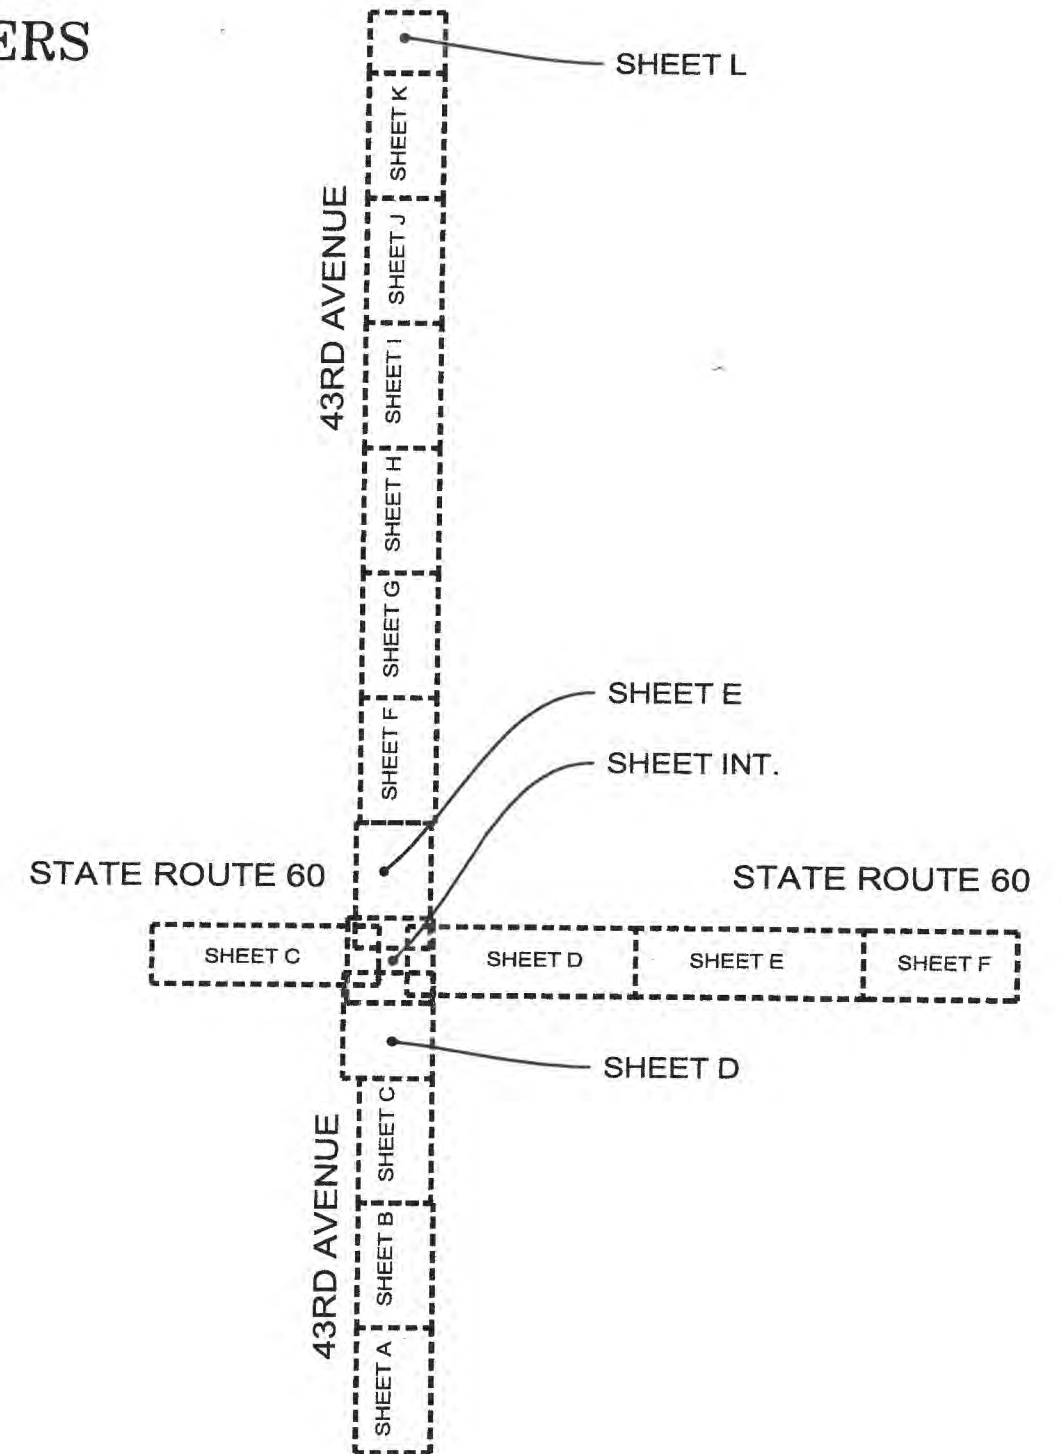 ERS
SHEET L
SHEET K
43RD AVENUE
SHEET J
SHEET I
SHEET H
SHEET G
SHEET F
SHEET E
SHEET INT.
STATE ROUTE 60
STATE ROUTE 60
SHEET C
SHEET D
SHEET E
SHEET F
SHEET D
43RD AVENUE
SHEET C
SHEET B
SHEET A